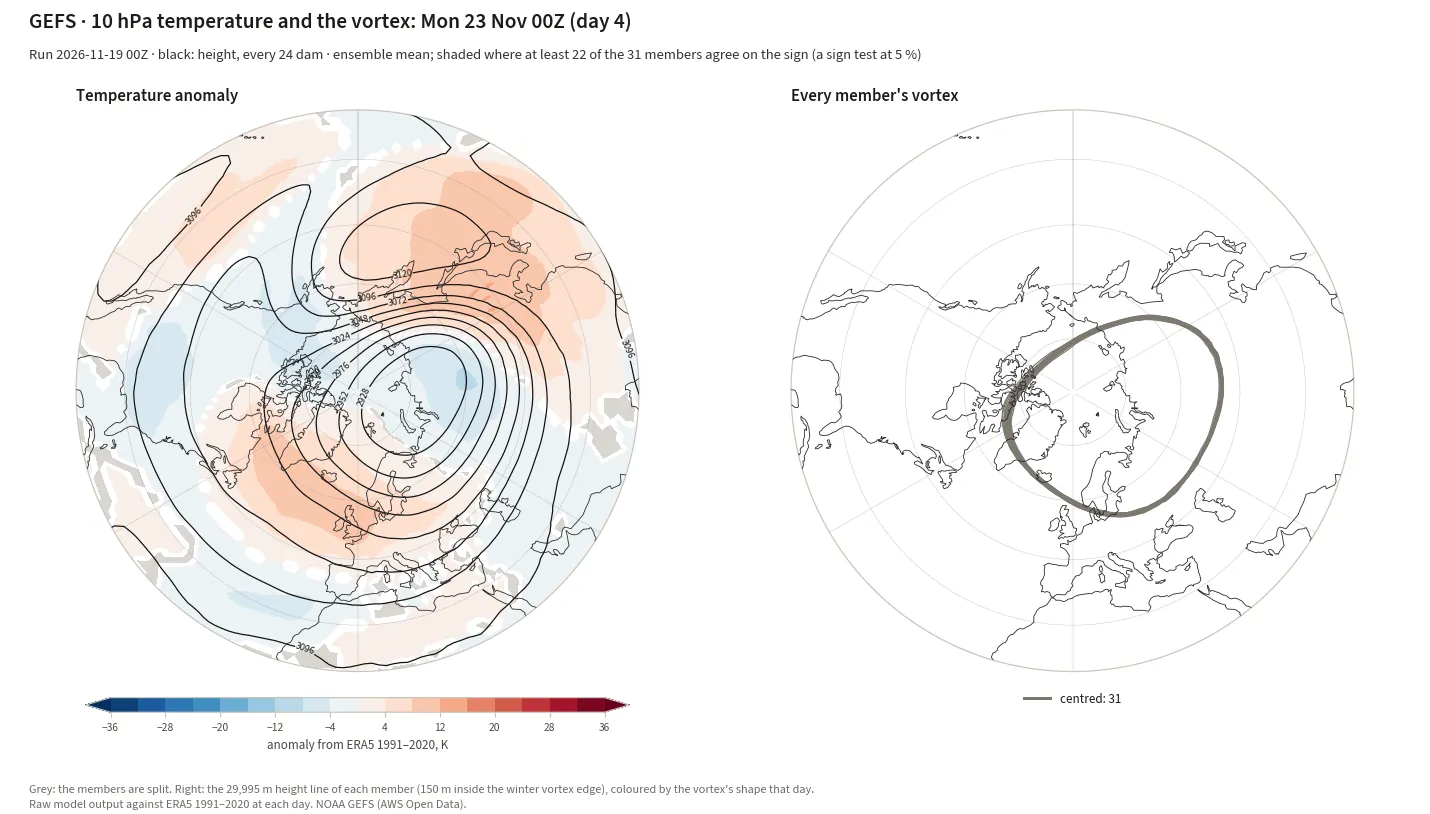 GEFS · 10 hPa temperature and the vortex: Mon 23 Nov 00Z (day 4)
Run 2026-11-19 00Z · black: height, every 24 dam · ensemble mean; shaded where at least 22 of the 31 members agree on the sign (a sign test at 5 %)
Temperature anomaly
Every member's vortex
3096
3120
3096
3072
3048
3024
2976
2952
2928
3096
3096
centred: 31
−36 −28 −20 −12 −4 4 12 20 28 36
anomaly from ERA5 1991–2020, K
Grey: the members are split. Right: the 29,995 m height line of each member (150 m inside the winter vortex edge), coloured by the vortex's shape that day.
Raw model output against ERA5 1991–2020 at each day. NOAA GEFS (AWS Open Data).